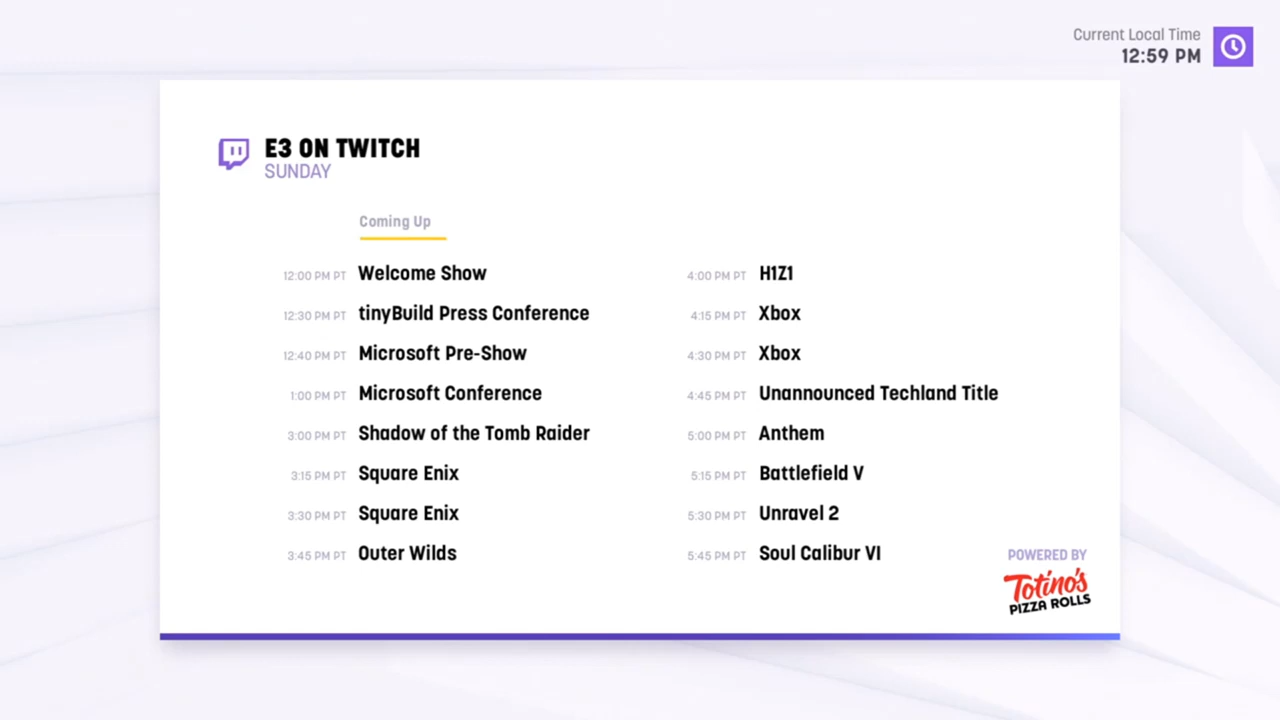 Current Local Time
12:59 PM
E3 ON TWITCH
SUNDAY
Coming Up
12:00 PM PT Welcome Show
12:30 PM PT tinyBuild Press Conference
12:40 PM PT Microsoft Pre-Show
1:00 PM PT Microsoft Conference
3:00 PM PT Shadow of the Tomb Raider
3:15 PM PT Square Enix
3:30 PM PT Square Enix
3:45 PM PT Outer Wilds
4:00 PM PT H1Z1
4:15 PM PT Xbox
4:30 PM PT Xbox
4:45 PM PT Unannounced Techland Title
5:00 PM PT Anthem
5:15 PM PT Battlefield V
5:30 PM PT Unravel 2
5:45 PM PT Soul Calibur VI
POWERED BY
Totino's
PIZZA ROLLS